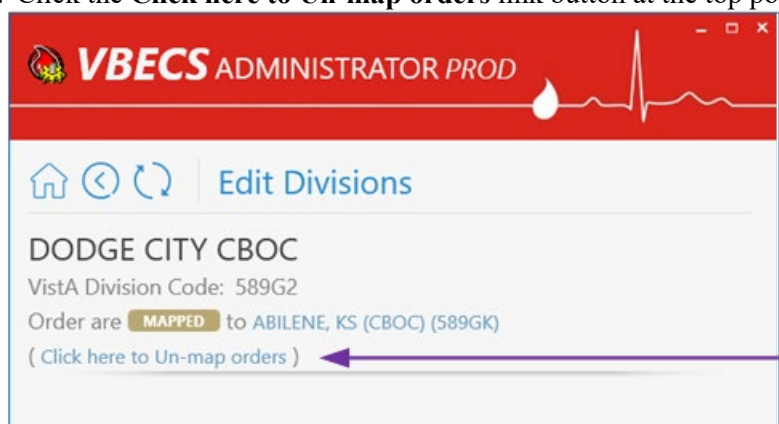 Click the Click here to Un-map orders link button at the top po
VBECS ADMINISTRATOR PROD
Edit Divisions
DODGE CITY CBOC
VistA Division Code: 589G2
Order are MAPPED to ABILENE, KS (CBOC) (589GK)
( Click here to Un-map orders )